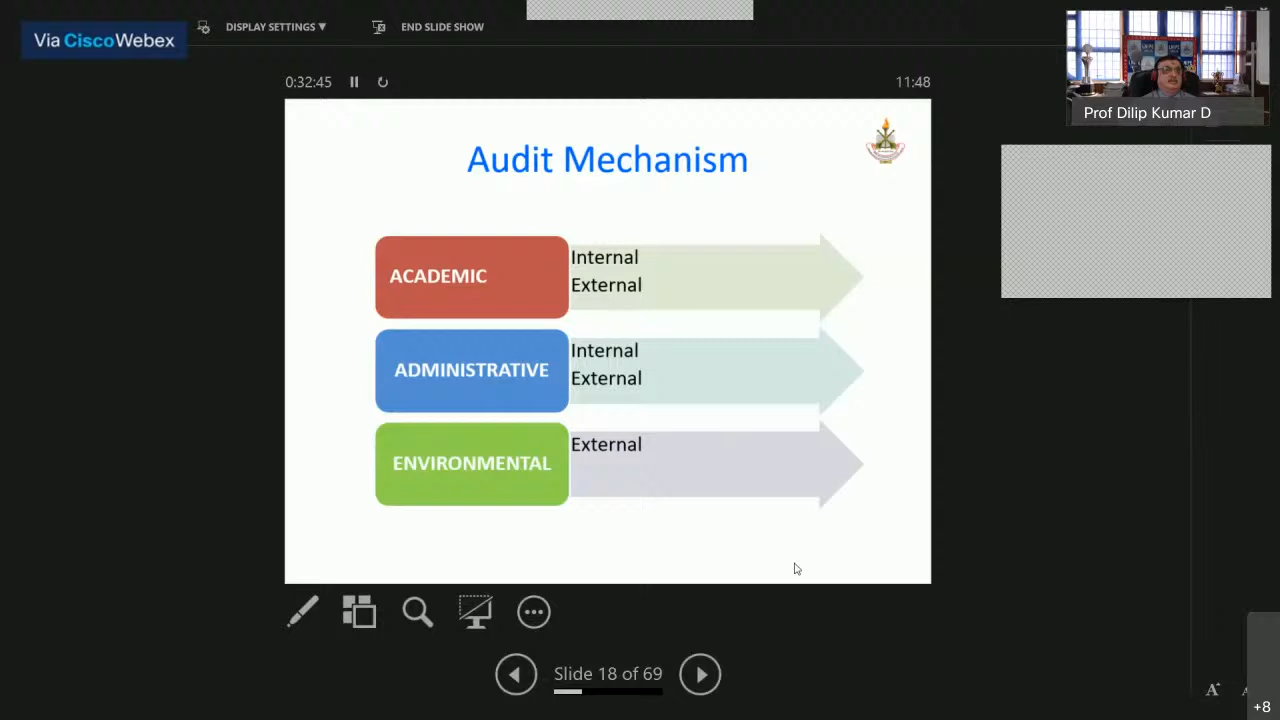 Via CiscoWebex
DISPLAY SETTINGS ▼
END SLIDE SHOW
Prof Dilip Kumar D
0:32:45
11:48
Audit Mechanism
ACADEMIC
Internal
External
ADMINISTRATIVE
Internal
External
ENVIRONMENTAL
External
Slide 18 of 69
+8